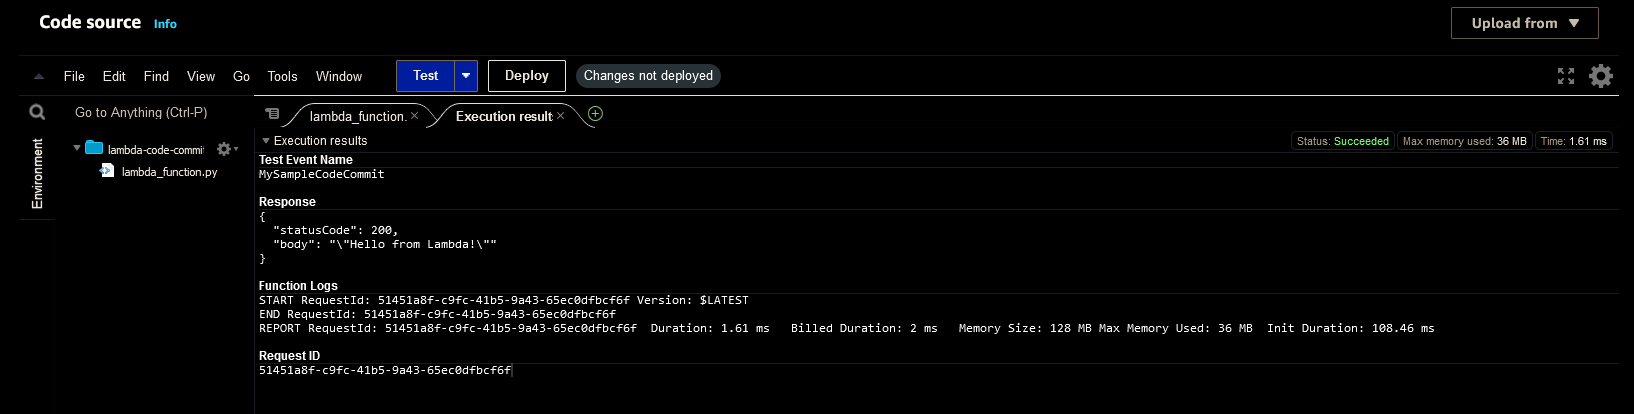 Code source Info
Upload from
File Edit Find View Go Tools Window Test Deploy Changes not deployed
Go to Anything (Ctrl-P)
lambda_function. Execution result
Environment
lambda-code-commit
lambda_function.py
Execution results
Status: Succeeded Max memory used: 36 MB Time: 1.61 ms
Test Event Name
MySampleCodeCommit
Response
{
"statusCode": 200,
"body": "\"Hello from Lambda!\""
}
Function Logs
START RequestId: 51451a8f-c9fc-41b5-9a43-65ec0dfbcf6f Version: $LATEST
END RequestId: 51451a8f-c9fc-41b5-9a43-65ec0dfbcf6f
REPORT RequestId: 51451a8f-c9fc-41b5-9a43-65ec0dfbcf6f Duration: 1.61 ms Billed Duration: 2 ms Memory Size: 128 MB Max Memory Used: 36 MB Init Duration: 108.46 ms
Request ID
51451a8f-c9fc-41b5-9a43-65ec0dfbcf6f